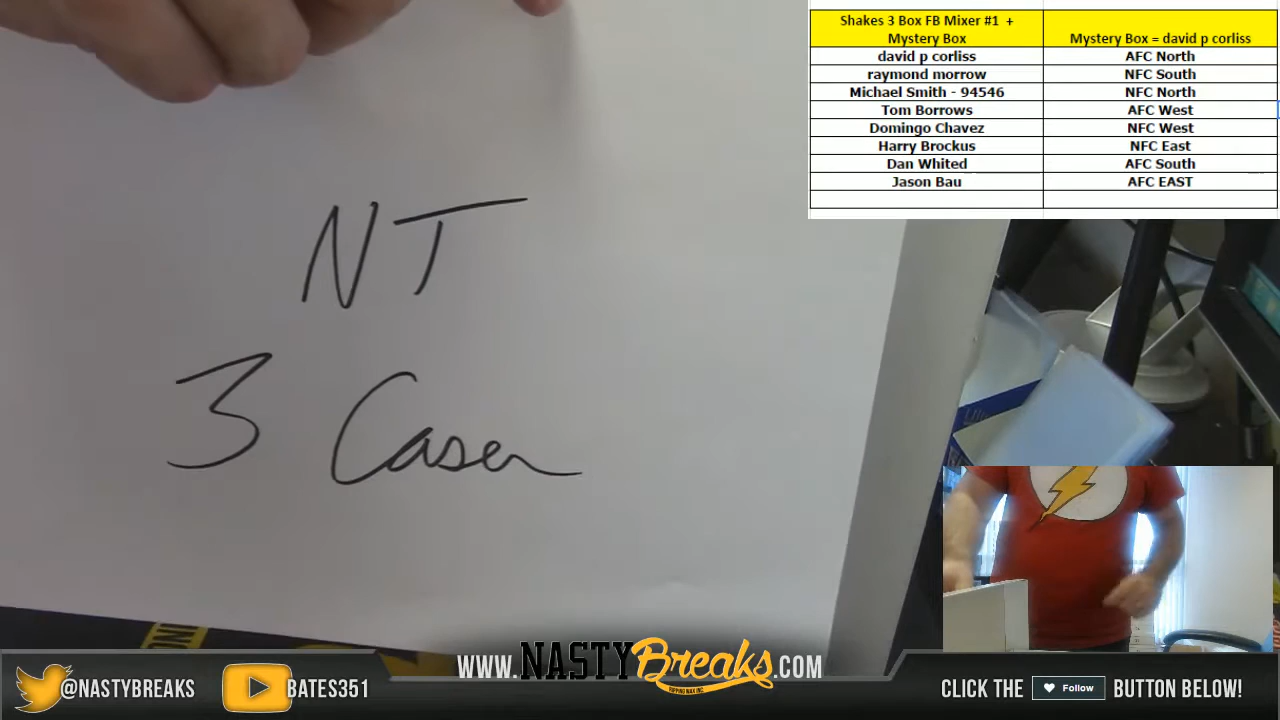 Shakes 3 Box FB Mixer #1 +
Mystery Box
Mystery Box = david p corliss
david p corliss AFC North
raymond morrow NFC South
Michael Smith - 94546 NFC North
Tom Borrows AFC West
Domingo Chavez NFC West
Harry Brockus NFC East
Dan Whited AFC South
Jason Bau AFC EAST
NT
3 Cases
WWW.NASTYBreaks.COM
RIPPING WAX INC
@NASTYBREAKS
BATES351
CLICK THE Follow BUTTON BELOW!